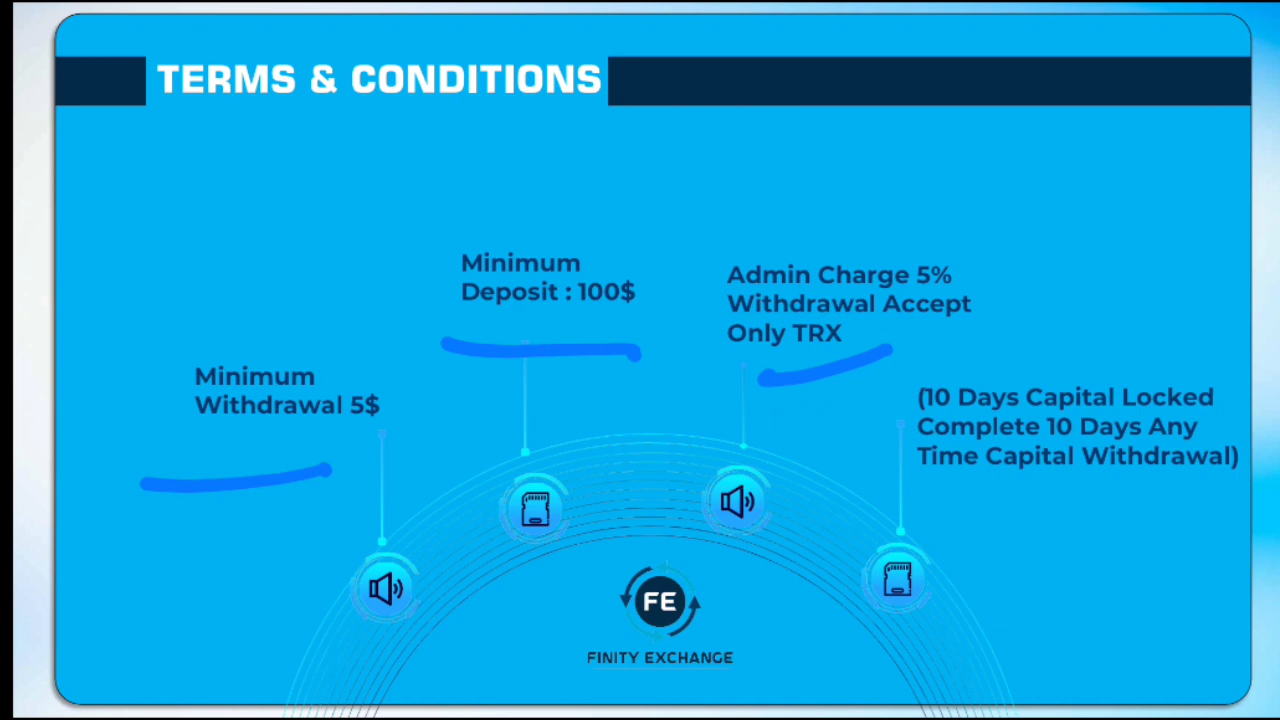 TERMS & CONDITIONS
Minimum
Withdrawal 5$
Minimum
Deposit : 100$
Admin Charge 5%
Withdrawal Accept
Only TRX
(10 Days Capital Locked
Complete 10 Days Any
Time Capital Withdrawal)
FE
FINITY EXCHANGE